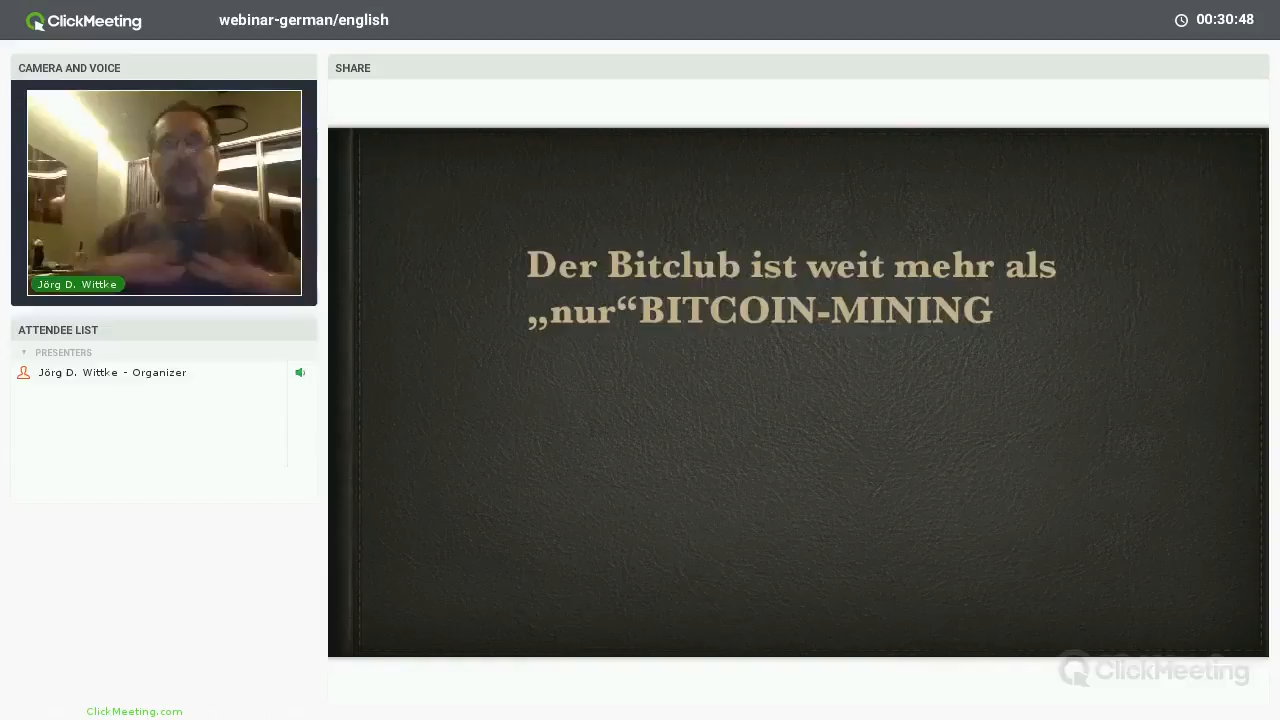 ClickMeeting
webinar-german/english
00:30:48
CAMERA AND VOICE
Jörg D. Wittke
ATTENDEE LIST
PRESENTERS
Jörg D. Wittke - Organizer
SHARE
Der Bitclub ist weit mehr als
„nur“BITCOIN-MINING
ClickMeeting
ClickMeeting.com